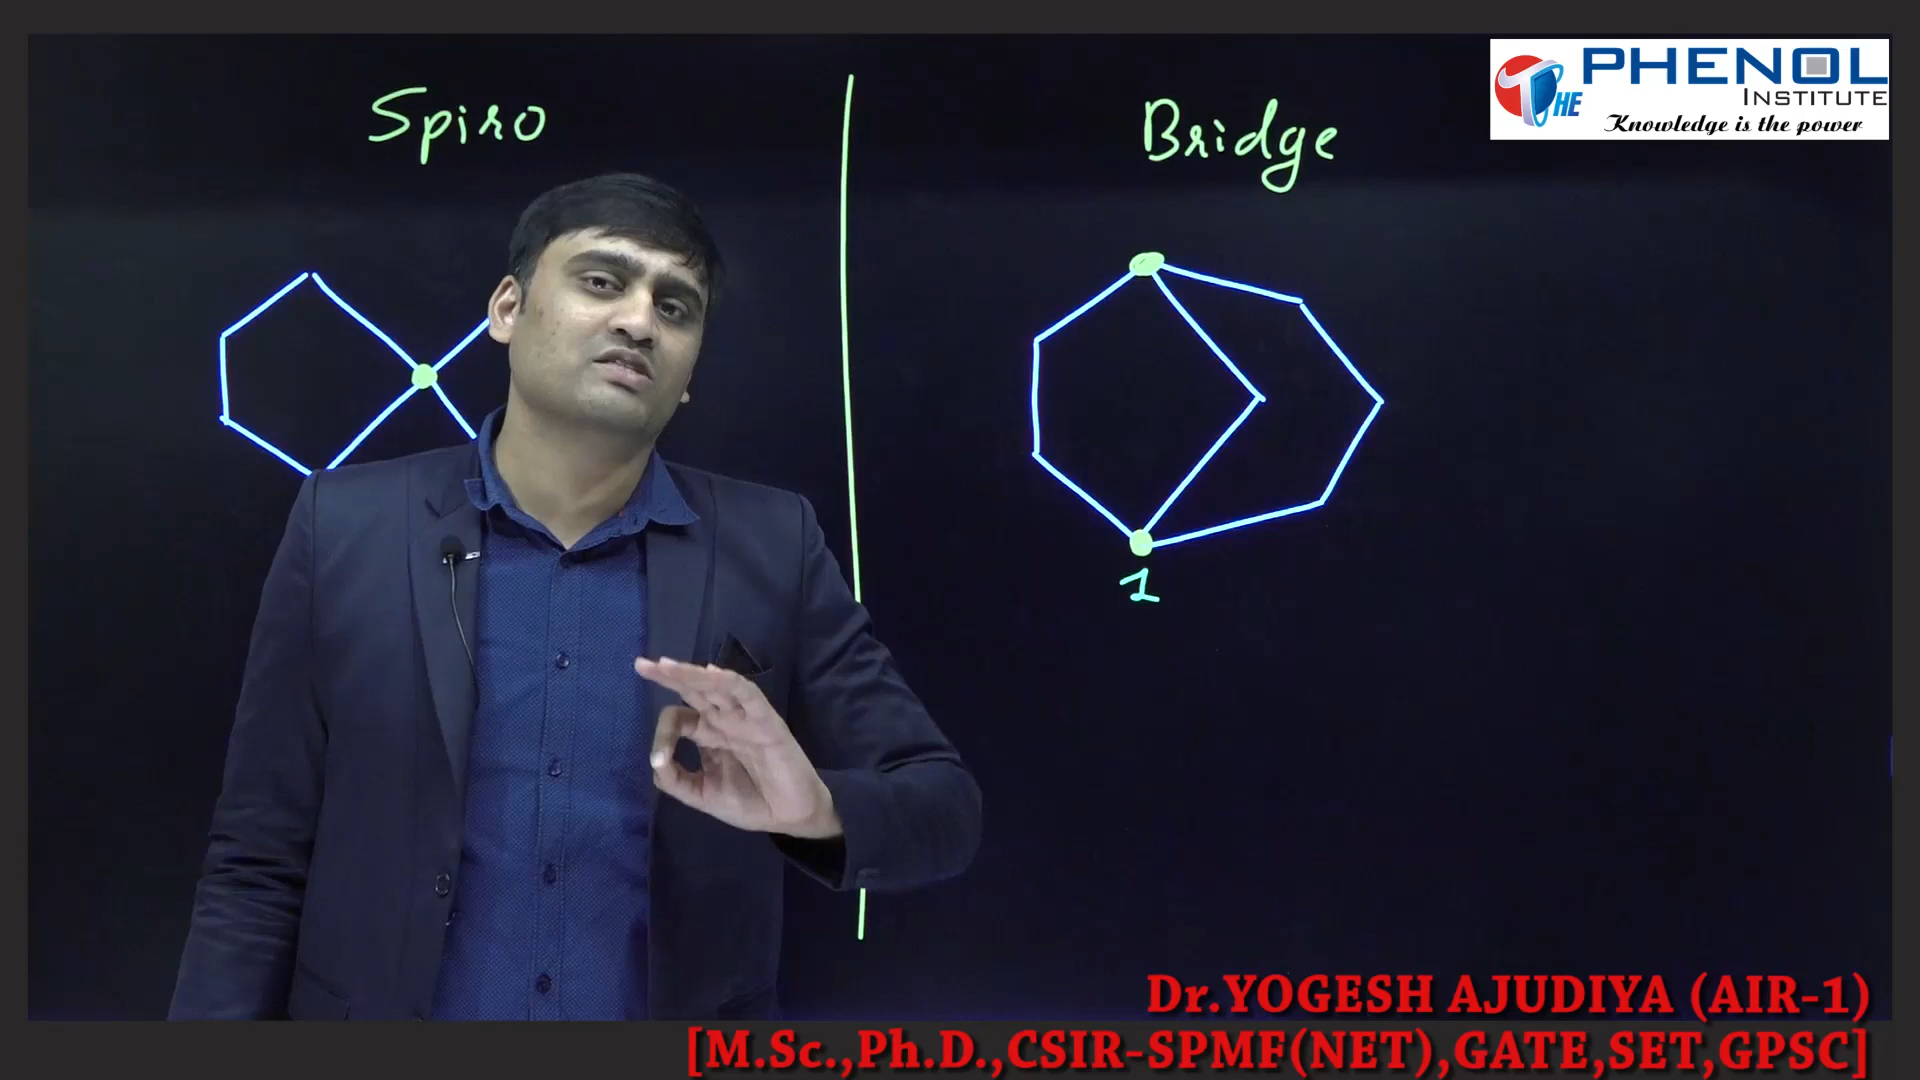 Spiro
Bridge
THE PHENOL
INSTITUTE
Knowledge is the power
1
Dr.YOGESH AJUDIYA (AIR-1)
[M.Sc.,Ph.D.,CSIR-SPMF(NET),GATE,SET,GPSC]